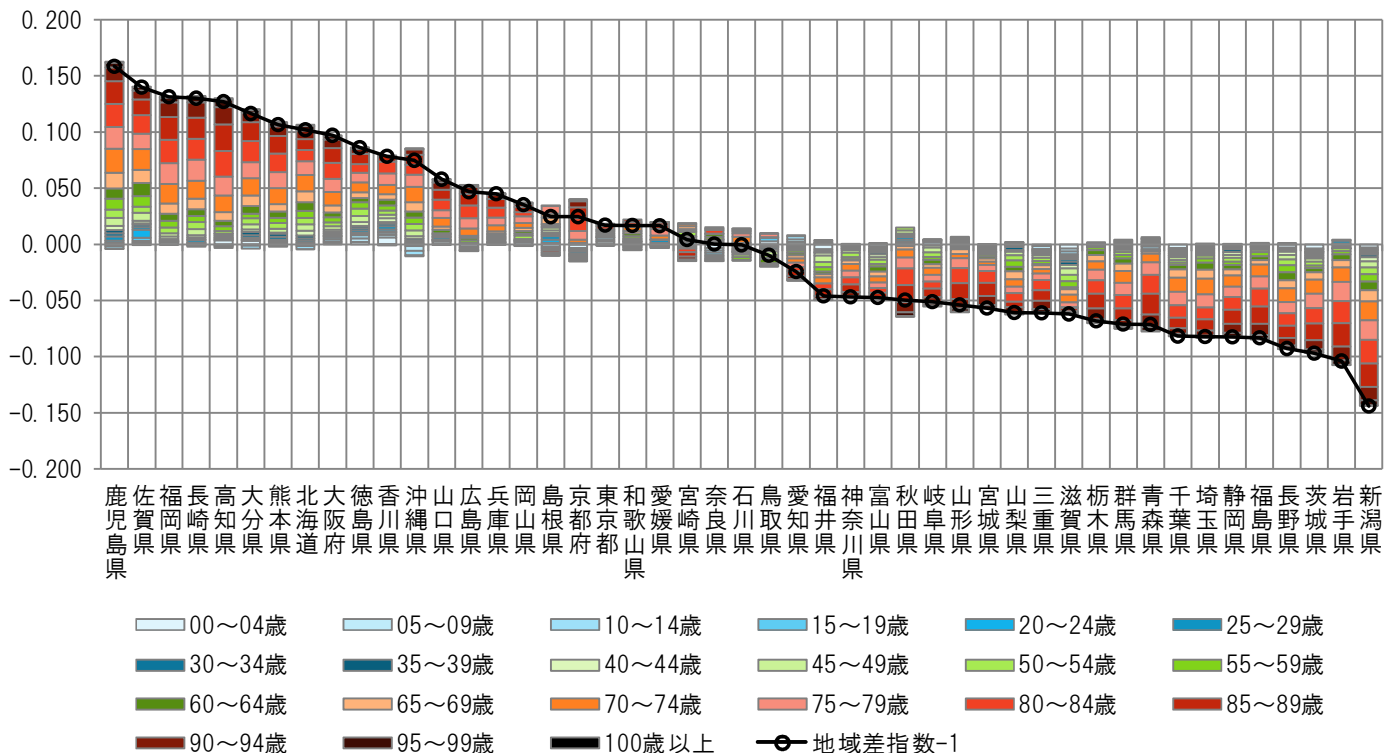 0.200
0.150
0.100
0.050
0.000
-0.050
-0.100
-0.150
-0.200
鹿児島県
佐賀県
福岡県
長崎県
高知県
大分県
熊本県
北海道
大阪府
徳島県
香川県
沖縄県
山口県
広島県
兵庫県
岡山県
島根県
京都府
東京都
和歌山県
愛媛県
宮崎県
奈良県
石川県
鳥取県
愛知県
福井県
神奈川県
富山県
秋田県
岐阜県
山形県
宮城県
山梨県
三重県
滋賀県
栃木県
群馬県
青森県
千葉県
埼玉県
静岡県
福島県
長野県
茨城県
岩手県
新潟県
00～04歳 05～09歳 10～14歳 15～19歳 20～24歳 25～29歳
30～34歳 35～39歳 40～44歳 45～49歳 50～54歳 55～59歳
60～64歳 65～69歳 70～74歳 75～79歳 80～84歳 85～89歳
90～94歳 95～99歳 100歳以上 地域差指数-1